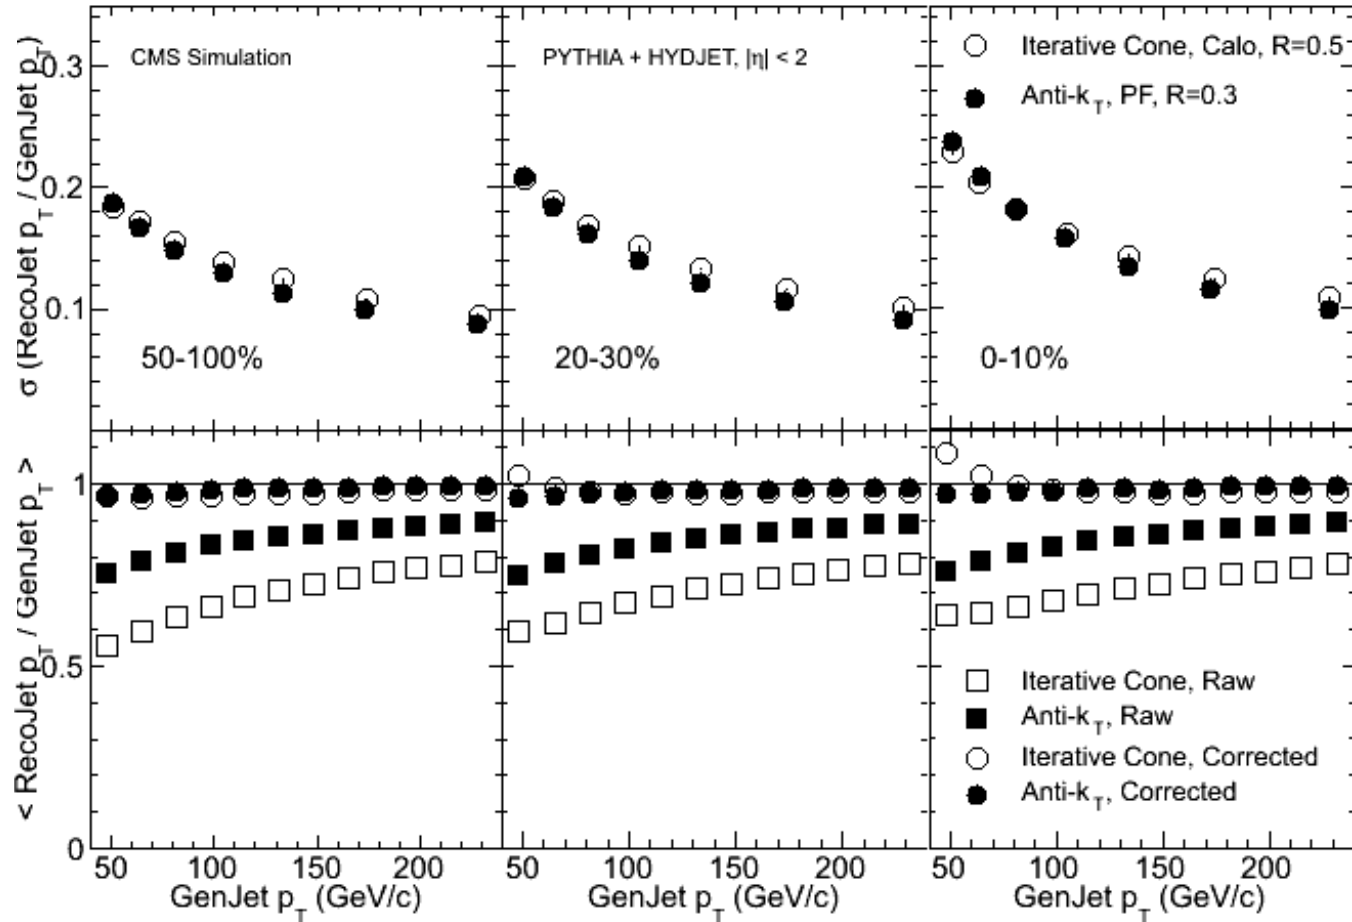 σ (RecoJet p_T / GenJet p_T)
0.3
0.2
0.1
CMS Simulation
50-100%
PYTHIA + HYDJET, |η| < 2
20-30%
Iterative Cone, Calo, R=0.5
Anti-k_T, PF, R=0.3
0-10%
< RecoJet p_T / GenJet p_T >
1
0.5
0
Iterative Cone, Raw
Anti-k_T, Raw
Iterative Cone, Corrected
Anti-k_T, Corrected
50 100 150 200
50 100 150 200
50 100 150 200
GenJet p_T (GeV/c)
GenJet p_T (GeV/c)
GenJet p_T (GeV/c)